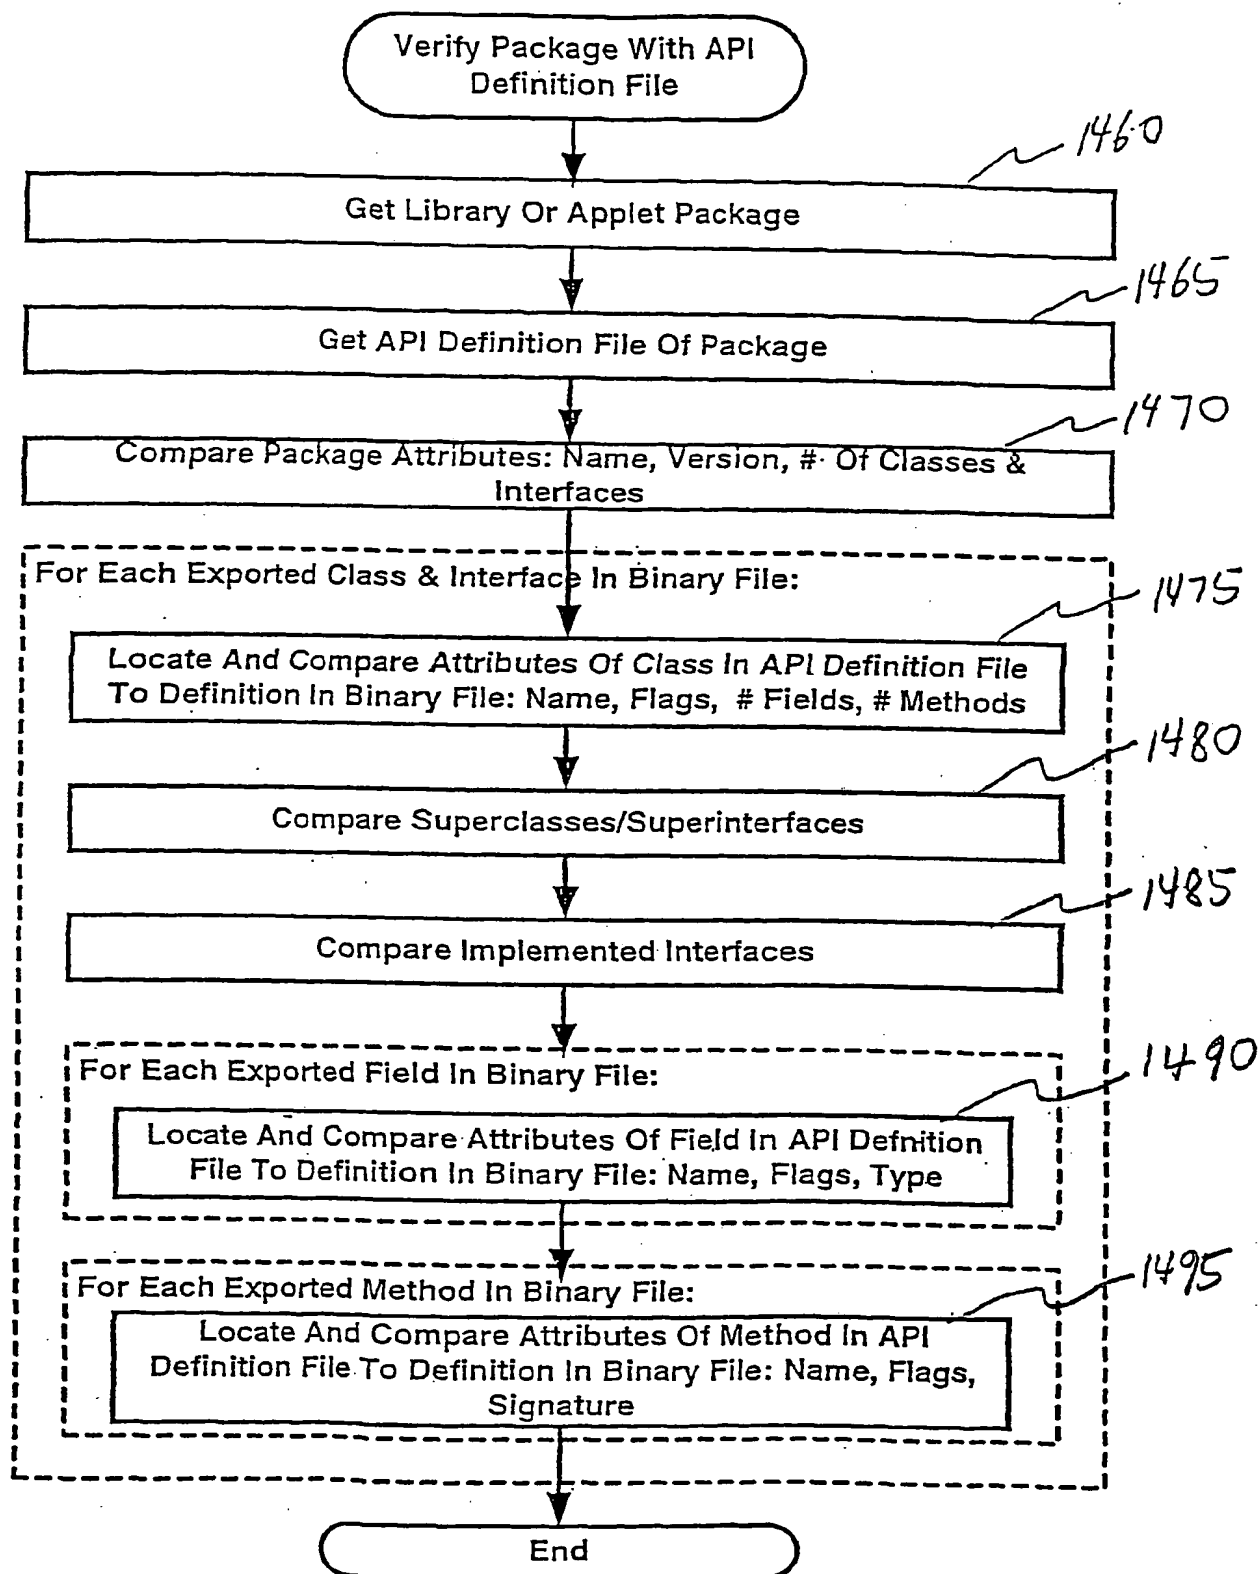 Verify Package With API
Definition File
1460
Get Library Or Applet Package
1465
Get API Definition File Of Package
1470
Compare Package Attributes: Name, Version, # Of Classes &
Interfaces
For Each Exported Class & Interface In Binary File:
1475
Locate And Compare Attributes Of Class In API Definition File
To Definition In Binary File: Name, Flags, # Fields, # Methods
1480
Compare Superclasses/Superinterfaces
1485
Compare Implemented Interfaces
For Each Exported Field In Binary File:
1490
Locate And Compare Attributes Of Field In API Defnition
File To Definition In Binary File: Name, Flags, Type
For Each Exported Method In Binary File:
1495
Locate And Compare Attributes Of Method In API
Definition File To Definition In Binary File: Name, Flags,
Signature
End